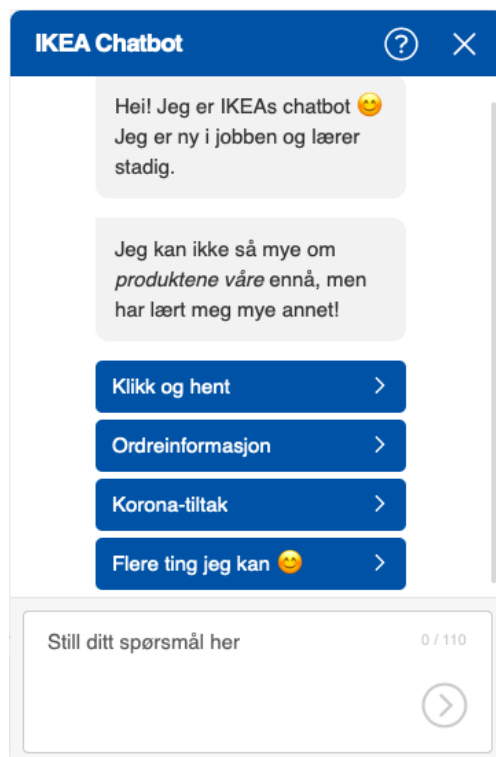 IKEA Chatbot
Hei! Jeg er IKEAs chatbot 😊
Jeg er ny i jobben og lærer
stadig.
Jeg kan ikke så mye om
produktene våre ennå, men
har lært meg mye annet!
Klikk og hent
Ordreinformasjon
Korona-tiltak
Flere ting jeg kan 😊
Still ditt spørsmål her
0 / 110